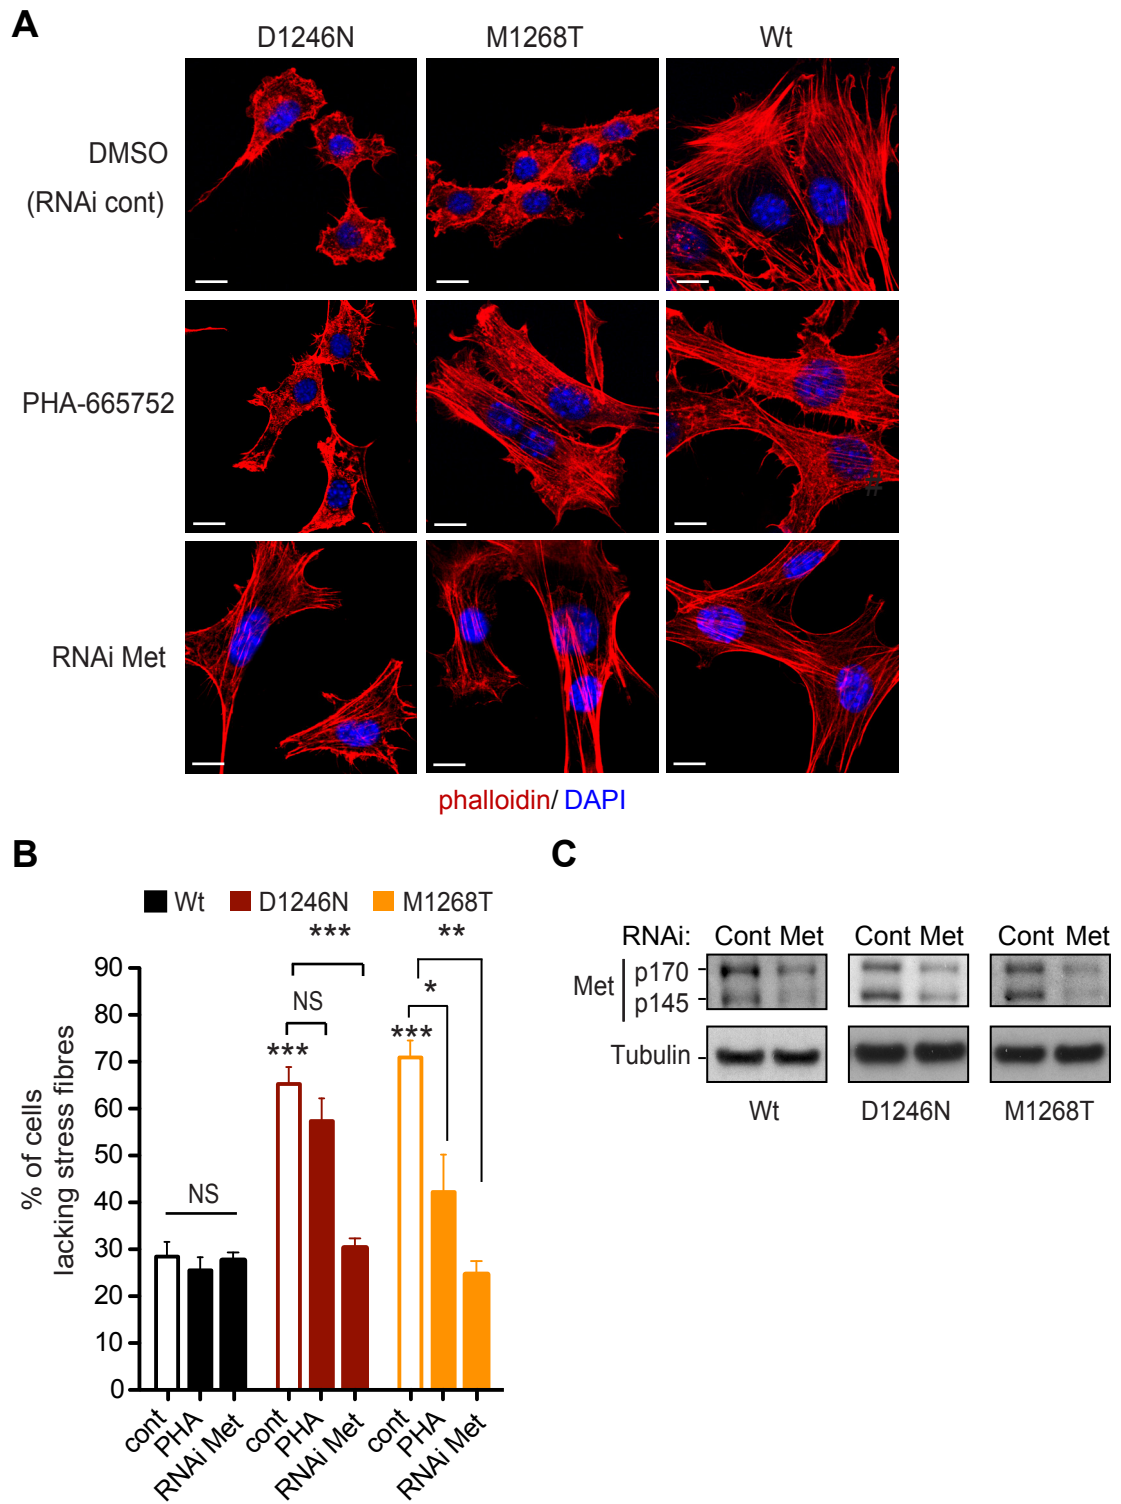 A
D1246N M1268T Wt
DMSO
(RNAi cont)
PHA-665752
#
RNAi Met
phalloidin/ DAPI
B
Wt D1246N M1268T
*** **
NS *
*** ***
NS
% of cells
lacking stress fibres
90
80
70
60
50
40
30
20
10
0
cont PHA RNAi Met cont PHA RNAi Met cont PHA RNAi Met
C
RNAi: Cont Met Cont Met Cont Met
Met p170
p145
Tubulin
Wt D1246N M1268T